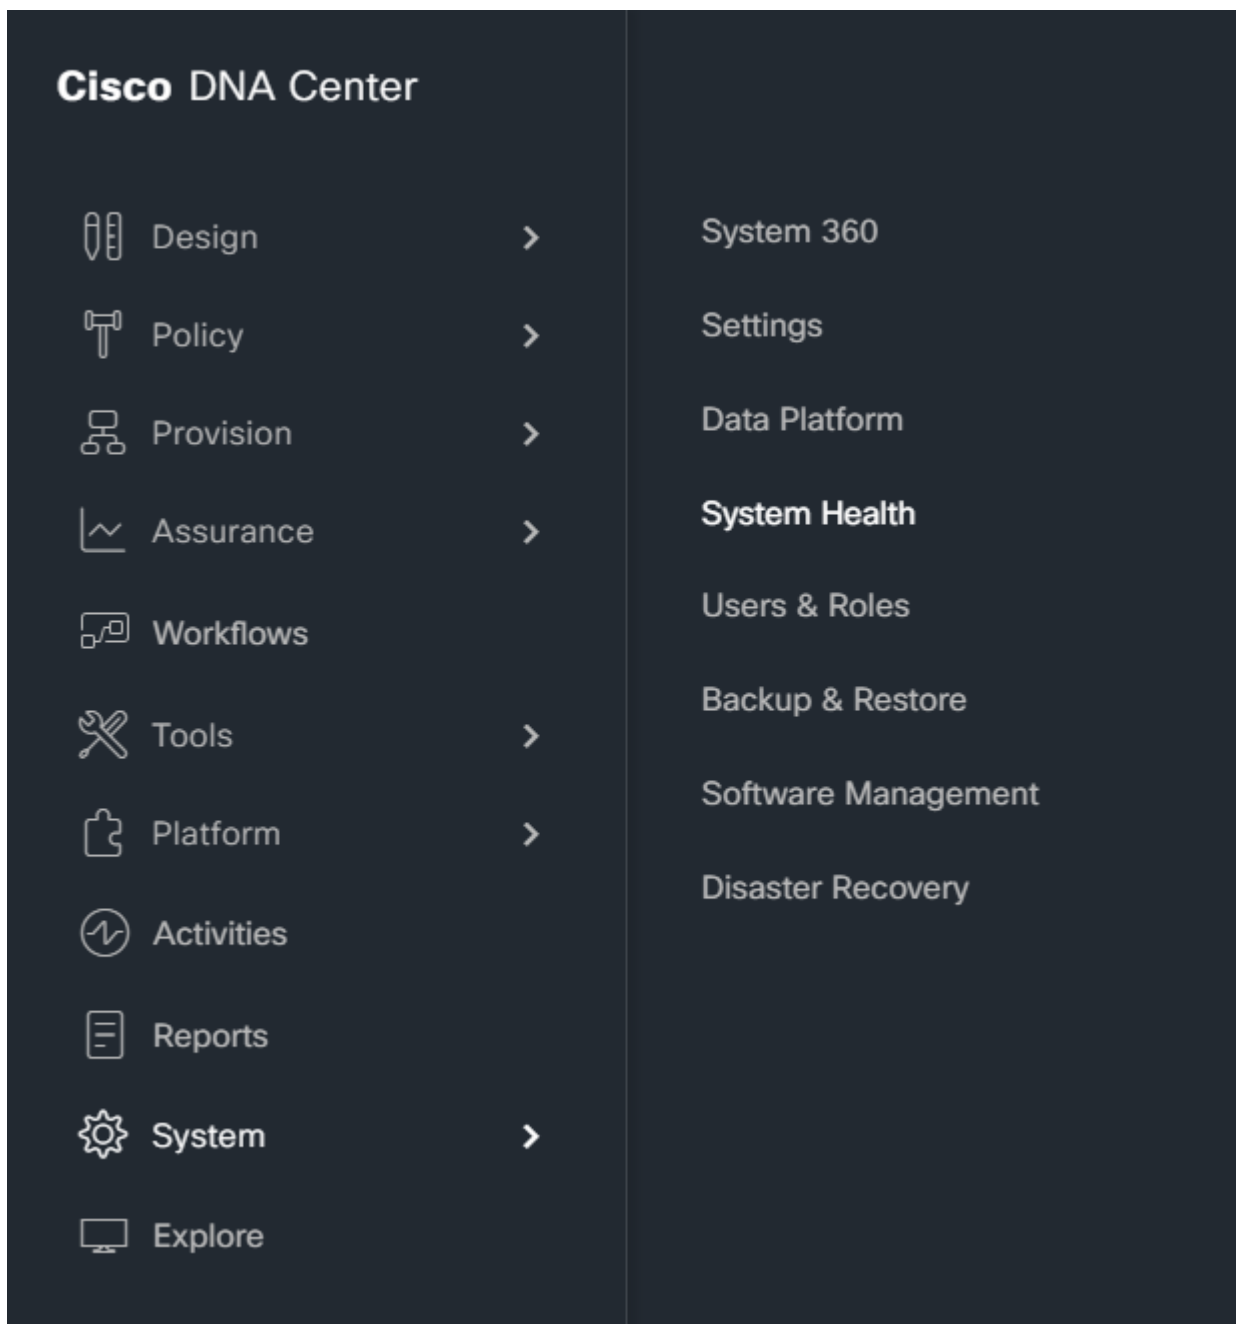 Cisco DNA Center
Design
Policy
Provision
Assurance
Workflows
Tools
Platform
Activities
Reports
System
Explore
System 360
Settings
Data Platform
System Health
Users & Roles
Backup & Restore
Software Management
Disaster Recovery